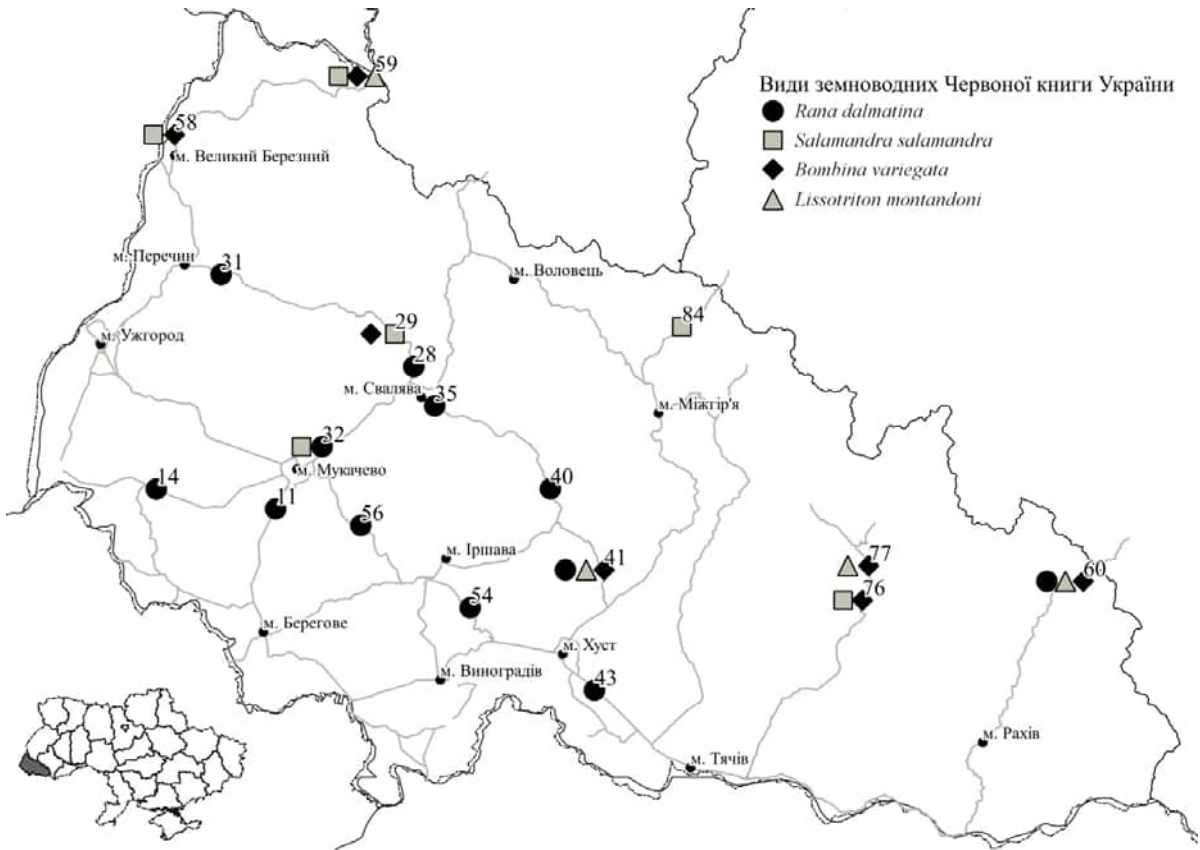 59
Види земноводних Червоної книги України
Rana dalmatina
Salamandra salamandra
Bombina variegata
Lissotriton montandoni
58
м. Великий Березний
м. Перечин
31
м. Воловець
84
29
м. Ужгород
28
м. Свалява
35
м. Міжгір'я
32
м. Мукачево
14
40
11
56
м. Іршава
41
77
60
76
54
м. Берегове
м. Хуст
м. Виноградів
43
м. Рахів
м. Тячів